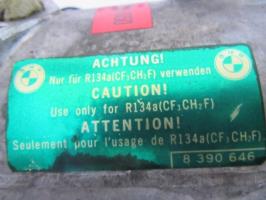 ACHTUNG!
Nur für R134a(CF₃CH₂F) verwenden
CAUTION!
Use only for R134a(CF₃CH₂F)
ATTENTION!
Seulement pour l'usage de R134a(CF₃CH₂F)
8 390 646